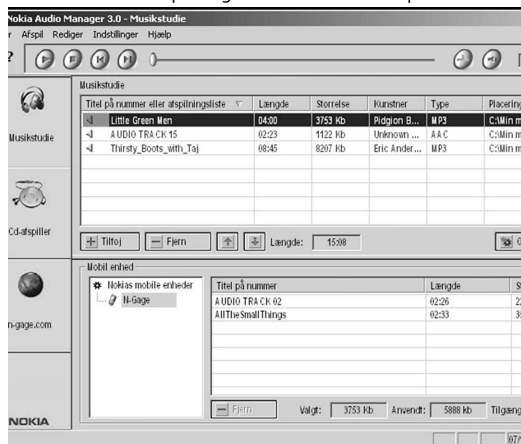 Nokia Audio Manager 3.0 - Musikstudie
Afspil Rediger Indstillinger Hjælp
?
Musikstudie
Cd-afspiller
n-gage.com
NOKIA
Musikstudie
Titel på nummer eller afspilningsliste Længde Storrelse Kunstner Type Placering
Little Green Men 04:00 3753 Kb Pidgion B... MP3 C:\Min m
AUDIO TRACK 15 02:23 1122 Kb Unknown ... AAC C:\Min m
Thirsty_Boots_with_Taj 08:45 8207 Kb Eric Ander... MP3 C:\Min m
Tilføj Fjern Længde: 15:08
Mobil enhed
Nokias mobile enheder
N-Gage
Titel på nummer Længde S
AUDIO TRACK 02 02:26
AllTheSmallThings 02:33
Fjern Valgt: 3753 Kb Anvendt: 5888 kb Tilgæng